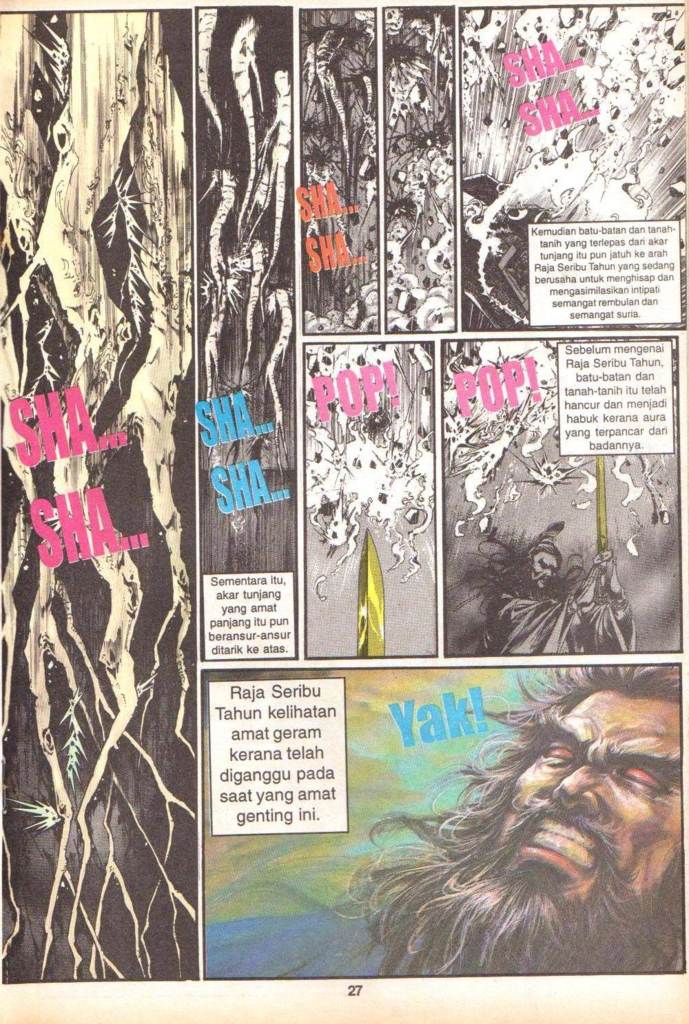 SHA...
SHA...
SHA...
SHA...
Sementara itu,
akar tunjang
yang amat
panjang itu pun
beransur-ansur
ditarik ke atas.
SHA...
SHA...
SHA...
SHA...
Kemudian batu-batan dan tanah-
tanih yang terlepas dari akar
tunjang itu pun jatuh ke arah
Raja Seribu Tahun yang sedang
berusaha untuk menghisap dan
mengasimilasikan intipati
semangat rembulan dan
semangat suria.
POP!
POP!
Sebelum mengenai
Raja Seribu Tahun,
batu-batan dan
tanah-tanih itu telah
hancur dan menjadi
habuk kerana aura
yang terpancar dari
badannya.
Raja Seribu
Tahun kelihatan
amat geram
kerana telah
diganggu pada
saat yang amat
genting ini.
Yak!
27